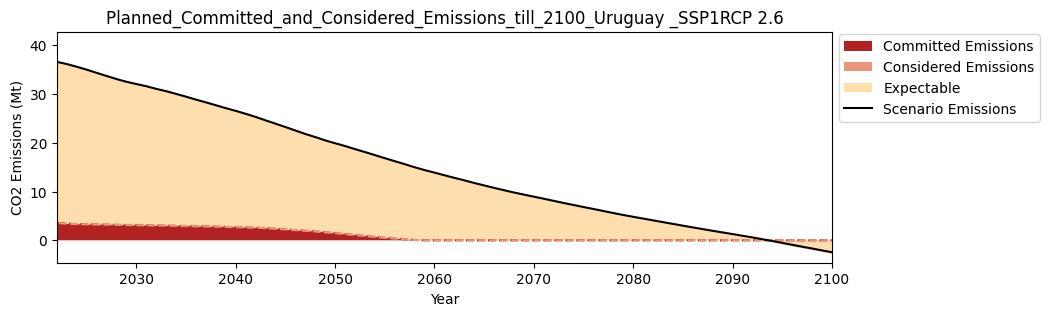 Planned_Committed_and_Considered_Emissions_till_2100_Uruguay _SSP1RCP 2.6
CO2 Emissions (Mt)
40
30
20
10
0
2030 2040 2050 2060 2070 2080 2090 2100
Year
Committed Emissions
Considered Emissions
Expectable
Scenario Emissions